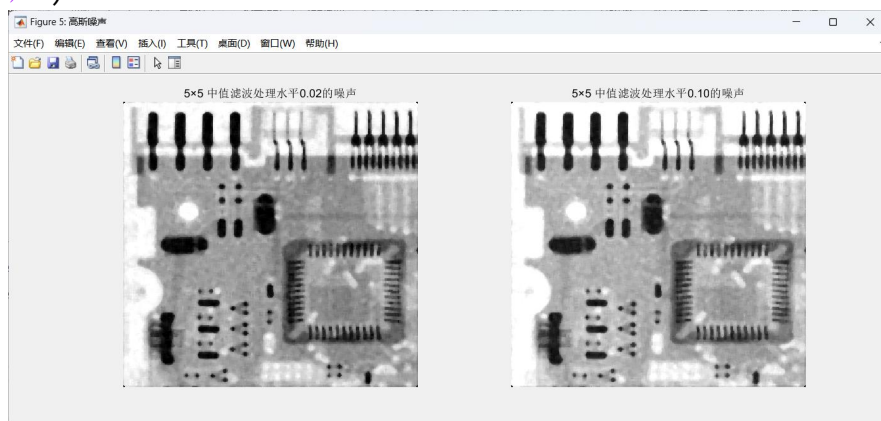 Figure 5: 高斯噪声
文件(F) 编辑(E) 查看(V) 插入(I) 工具(T) 桌面(D) 窗口(W) 帮助(H)
5×5 中值滤波处理水平0.02的噪声
5×5 中值滤波处理水平0.10的噪声